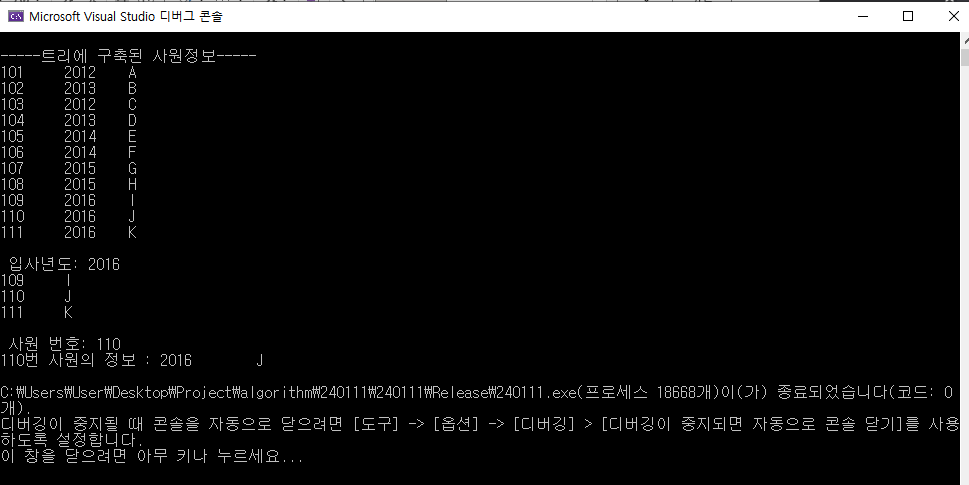 Microsoft Visual Studio 디버그 콘솔
-----트리에 구축된 사원정보-----
101 2012 A
102 2013 B
103 2012 C
104 2013 D
105 2014 E
106 2014 F
107 2015 G
108 2015 H
109 2016 I
110 2016 J
111 2016 K
입사년도: 2016
109 I
110 J
111 K
사원 번호: 110
110번 사원의 정보 : 2016 J
C:₩Users₩User₩Desktop₩Project₩algorithm₩240111₩240111₩Release₩240111.exe(프로세스 18668개)이(가) 종료되었습니다(코드: 0
개).
디버깅이 중지될 때 콘솔을 자동으로 닫으려면 [도구] -> [옵션] -> [디버깅] > [디버깅이 중지되면 자동으로 콘솔 닫기]를 사용
하도록 설정합니다.
이 창을 닫으려면 아무 키나 누르세요...